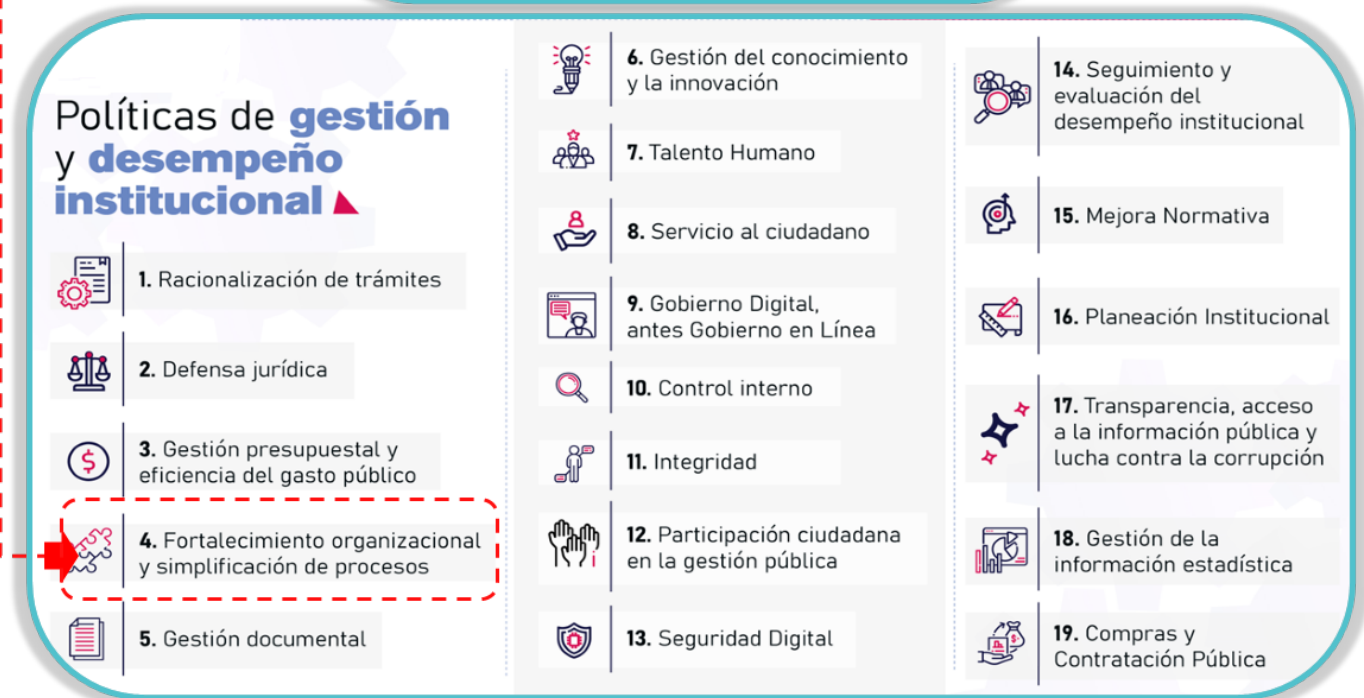 Políticas de gestión
y desempeño
institucional
1. Racionalización de trámites
2. Defensa jurídica
3. Gestión presupuestal y
eficiencia del gasto público
4. Fortalecimiento organizacional
y simplificación de procesos
5. Gestión documental
6. Gestión del conocimiento
y la innovación
7. Talento Humano
8. Servicio al ciudadano
9. Gobierno Digital,
antes Gobierno en Línea
10. Control interno
11. Integridad
12. Participación ciudadana
en la gestión pública
13. Seguridad Digital
14. Seguimiento y
evaluación del
desempeño institucional
15. Mejora Normativa
16. Planeación Institucional
17. Transparencia, acceso
a la información pública y
lucha contra la corrupción
18. Gestión de la
información estadística
19. Compras y
Contratación Pública